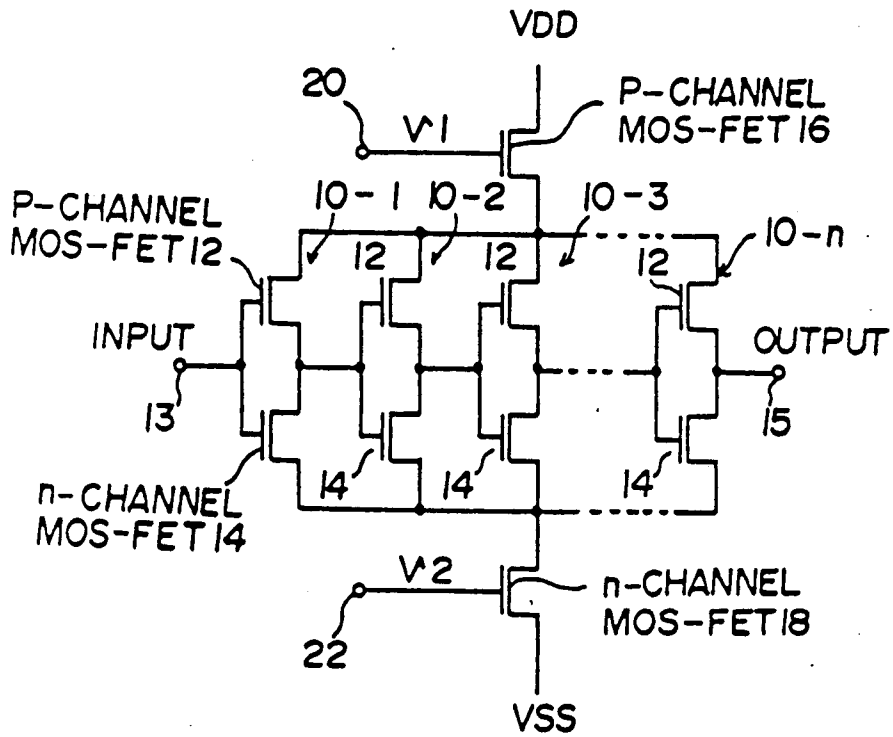 VDD
20
V1
P-CHANNEL
MOS-FET 16
P-CHANNEL
MOS-FET 12
10-1
10-2
10-3
10-n
12
12
12
INPUT
OUTPUT
13
15
14
14
14
n-CHANNEL
MOS-FET 14
V2
n-CHANNEL
MOS-FET 18
22
VSS